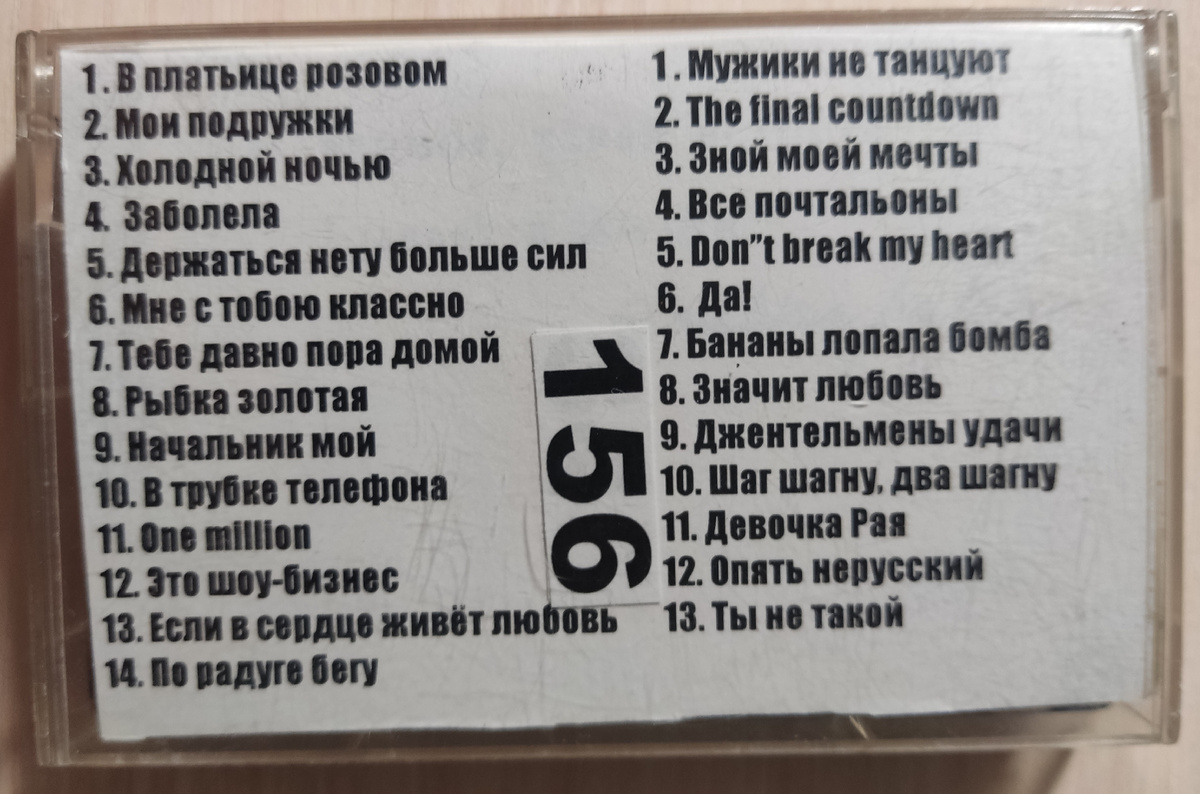 1. В платьице розовом
2. Мои подружки
3. Холодной ночью
4. Заболела
5. Держаться нету больше сил
6. Мне с тобою классно
7. Тебе давно пора домой
8. Рыбка золотая
9. Начальник мой
10. В трубке телефона
11. One million
12. Это шоу-бизнес
13. Если в сердце живёт любовь
14. По радуге бегу
156
1. Мужики не танцуют
2. The final countdown
3. Зной моей мечты
4. Все почтальоны
5. Don"t break my heart
6. Да!
7. Бананы лопала бомба
8. Значит любовь
9. Джентельмены удачи
10. Шаг шагну, два шагну
11. Девочка Рая
12. Опять нерусский
13. Ты не такой